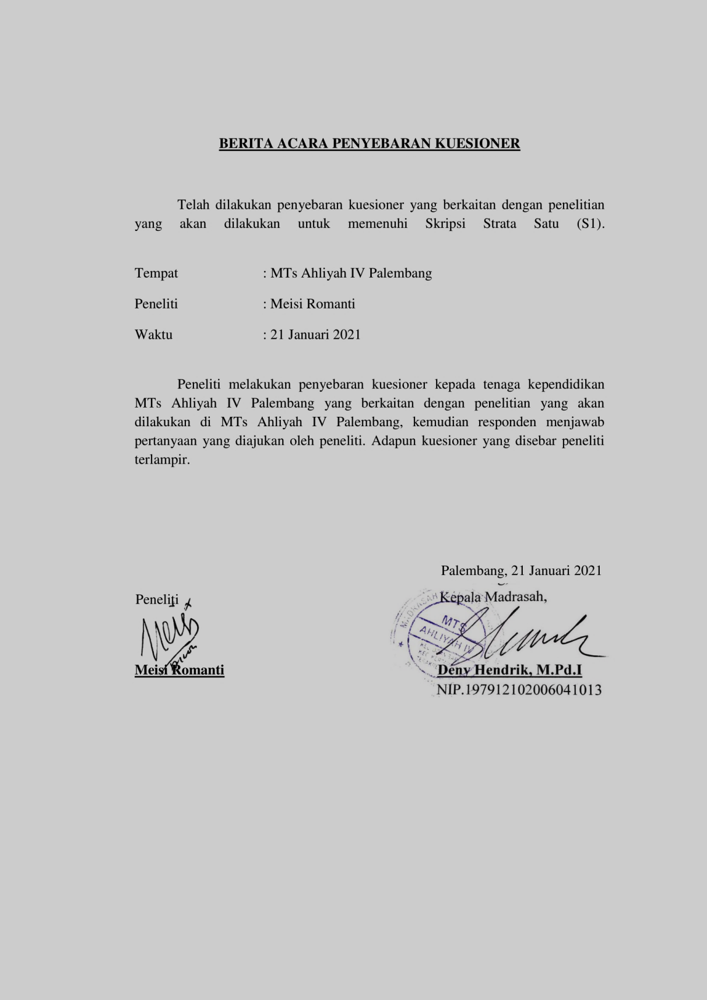 BERITA ACARA PENYEBARAN KUESIONER
Telah dilakukan penyebaran kuesioner yang berkaitan dengan penelitian
yang akan dilakukan untuk memenuhi Skripsi Strata Satu (S1).
Tempat : MTs Ahliyah IV Palembang
Peneliti : Meisi Romanti
Waktu : 21 Januari 2021
Peneliti melakukan penyebaran kuesioner kepada tenaga kependidikan
MTs Ahliyah IV Palembang yang berkaitan dengan penelitian yang akan
dilakukan di MTs Ahliyah IV Palembang, kemudian responden menjawab
pertanyaan yang diajukan oleh peneliti. Adapun kuesioner yang disebar peneliti
terlampir.
Palembang, 21 Januari 2021
Peneliti
Kepala Madrasah,
MADRASAH
MTS
AHLIYAH IV
Meisi Romanti
Deny Hendrik, M.Pd.I
NIP.197912102006041013